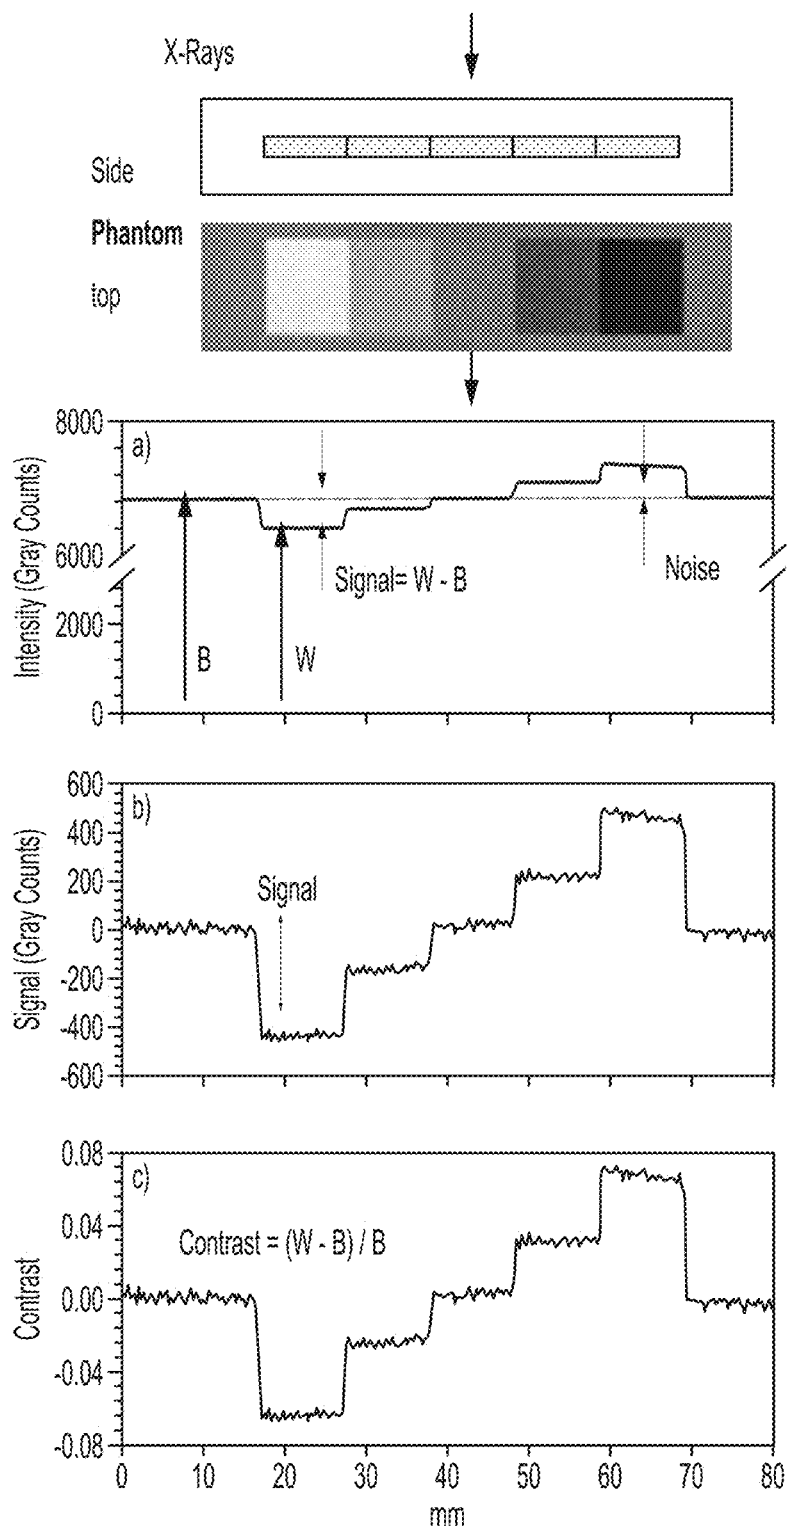 X-Rays
Side
Phantom
top
a)
Intensity (Gray Counts)
8000
6000
2000
0
B
W
Signal= W - B
Noise
b)
Signal (Gray Counts)
600
400
200
0
-200
-400
-600
Signal
c)
Contrast
0.08
0.04
0.00
-0.04
-0.08
Contrast = (W - B) / B
0 10 20 30 40 50 60 70 80
mm